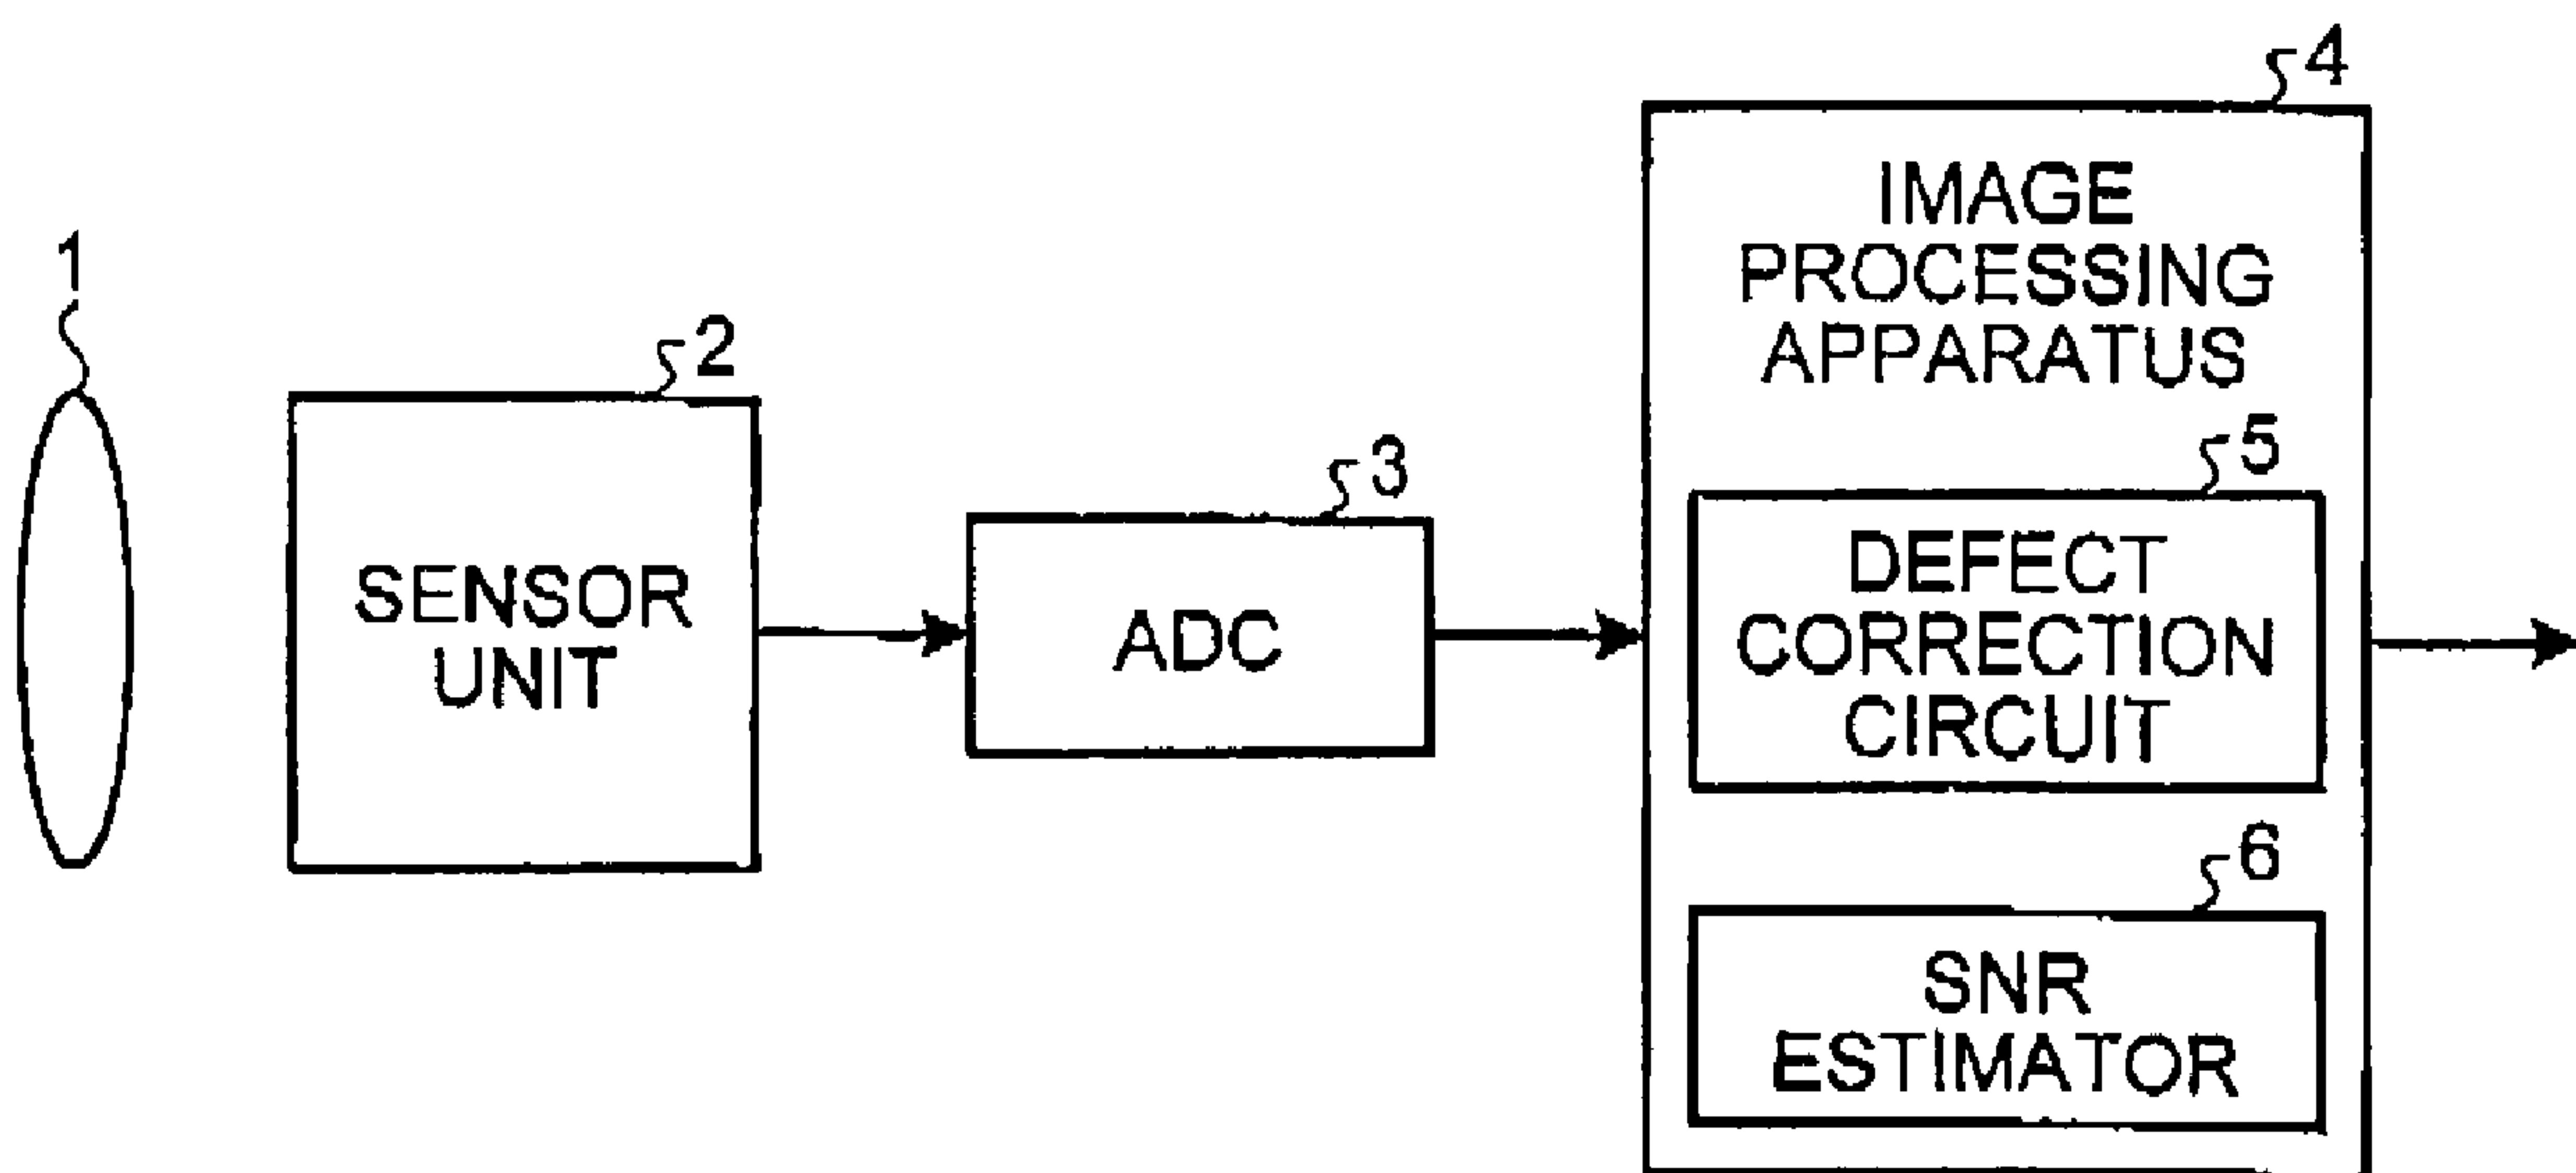 1
2
SENSOR
UNIT
3
ADC
4
IMAGE
PROCESSING
APPARATUS
5
DEFECT
CORRECTION
CIRCUIT
6
SNR
ESTIMATOR